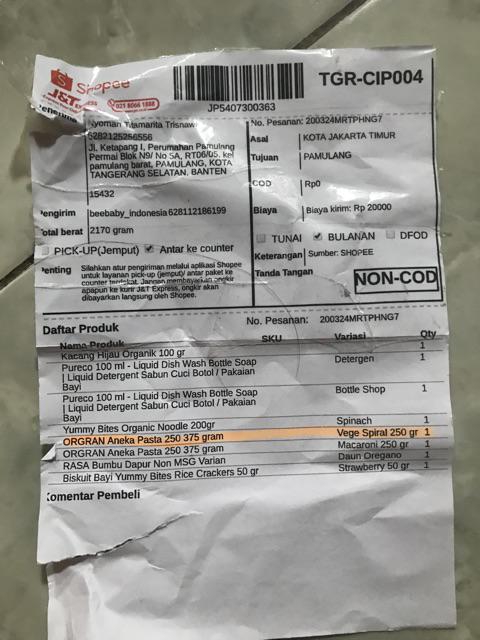 Shopee
J&T EXPRESS
021 8066 1888
JP5407300363
TGR-CIP004
Penerima
Nyoman Titamarita Trisnawa
6282125256556
Jl. Ketapang I, Perumahan Pamulang
Permai Blok N9/ No 5A, RT06/05, kel
pamulang barat, PAMULANG, KOTA
TANGERANG SELATAN, BANTEN
15432
Pengirim beebaby_indonesia 628112186199
Total berat 2170 gram
PICK-UP(Jemput) Antar ke counter
Penting Silahkan atur pengiriman melalui aplikasi Shopee
untuk layanan pick-up (jemput)/ antar paket ke
counter terdekat. Jangan membayarkan ongkir
apapun ke kurir J&T Express, ongkir akan
dibayarkan langsung oleh Shopee.
No. Pesanan: 200324MRTPHNG7
Asal KOTA JAKARTA TIMUR
Tujuan PAMULANG
COD Rp0
Biaya Biaya kirim: Rp 20000
TUNAI BULANAN DFOD
Keterangan Sumber: SHOPEE
Tanda Tangan
NON-COD
Daftar Produk No. Pesanan: 200324MRTPHNG7
Nama Produk SKU Variasi Qty
Kacang Hijau Organik 100 gr 1
Pureco 100 ml - Liquid Dish Wash Bottle Soap Detergen 1
| Liquid Detergent Sabun Cuci Botol / Pakaian
Bayi
Pureco 100 ml - Liquid Dish Wash Bottle Soap Bottle Shop 1
| Liquid Detergent Sabun Cuci Botol / Pakaian
Bayi
Yummy Bites Organic Noodle 200gr Spinach 1
ORGRAN Aneka Pasta 250 375 gram Vege Spiral 250 gr 1
ORGRAN Aneka Pasta 250 375 gram Macaroni 250 gr 1
RASA Bumbu Dapur Non MSG Varian Daun Oregano 1
Biskuit Bayi Yummy Bites Rice Crackers 50 gr Strawberry 50 gr 1
Komentar Pembeli